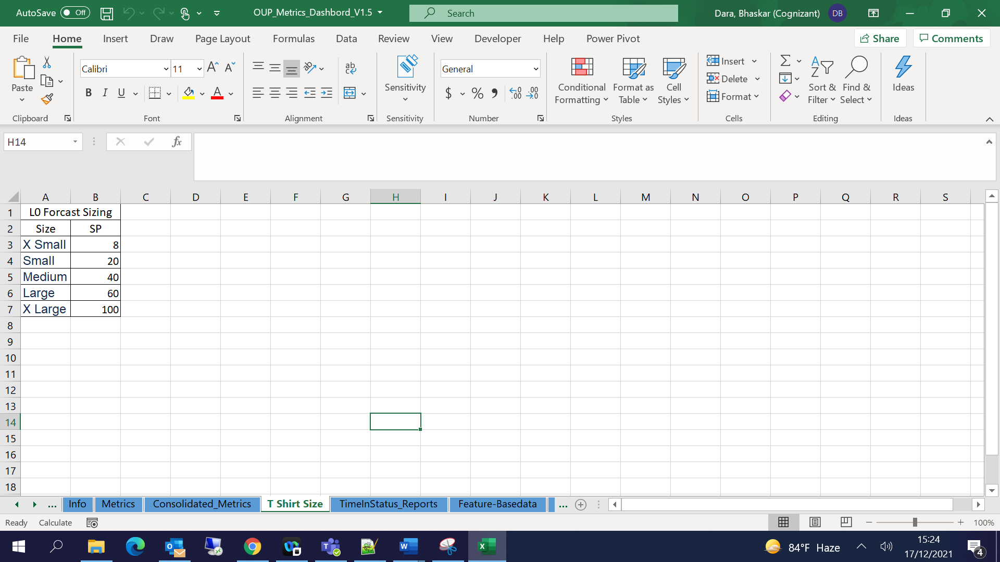 AutoSave Off OUP_Metrics_Dashbord_V1.5 Search Dara, Bhaskar (Cognizant) DB
File Home Insert Draw Page Layout Formulas Data Review View Developer Help Power Pivot Share Comments
Paste
Clipboard
Calibri 11
B I U A
Font
ab
Alignment
Sensitivity
Sensitivity
General
$ % ,
Number
Conditional Formatting
Format as Table
Cell Styles
Styles
Insert
Delete
Format
Cells
Sort & Filter
Find & Select
Editing
Ideas
Ideas
H14 fx
A B C D E F G H I J K L M N O P Q R S
1 L0 Forcast Sizing
2 Size SP
3 X Small 8
4 Small 20
5 Medium 40
6 Large 60
7 X Large 100
8
9
10
11
12
13
14
15
16
17
18
... Info Metrics Consolidated_Metrics T Shirt Size TimeInStatus_Reports Feature-Basedata ...
Ready Calculate 100%
84°F Haze 15:24
17/12/2021 4